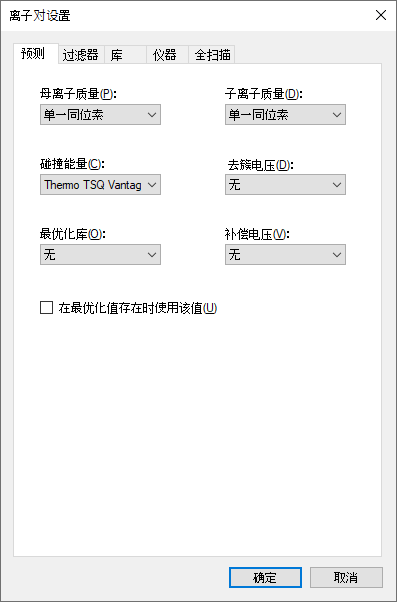 离子对设置
预测 过滤器 库 仪器 全扫描
母离子质量(P): 子离子质量(D):
单一同位素 单一同位素
碰撞能量(C): 去簇电压(D):
Thermo TSQ Vantag 无
最优化库(O): 补偿电压(V):
无 无
在最优化值存在时使用该值(U)
确定 取消